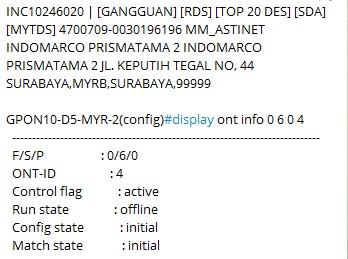 INC10246020 | [GANGGUAN] [RDS] [TOP 20 DES] [SDA]
[MYTDS] 4700709-0030196196 MM_ASTINET
INDOMARCO PRISMATAMA 2 INDOMARCO
PRISMATAMA 2 JL. KEPUTIH TEGAL NO, 44
SURABAYA,MYRB,SURABAYA,99999
GPON10-D5-MYR-2(config)#display ont info 0 6 0 4
-----------------------------------------------------------------------------
F/S/P : 0/6/0
ONT-ID : 4
Control flag : active
Run state : offline
Config state : initial
Match state : initial